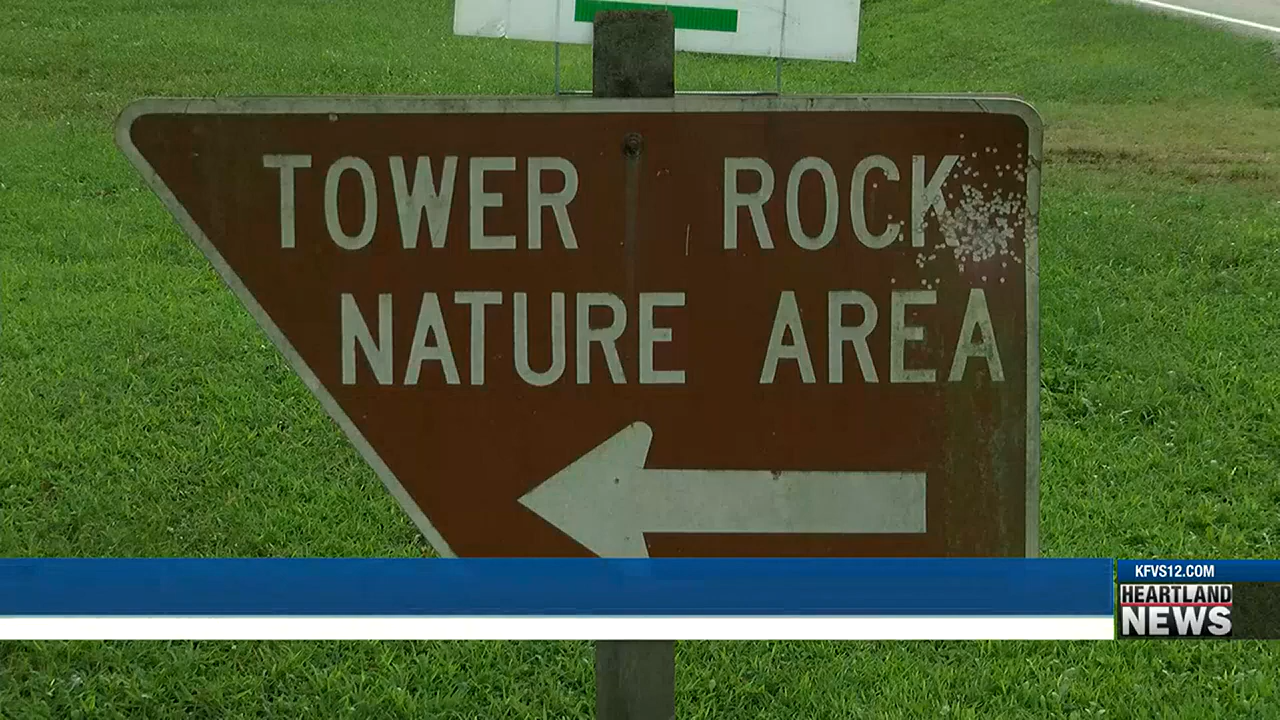 TOWER ROCK
NATURE AREA
KFVS12.COM
HEARTLAND
NEWS